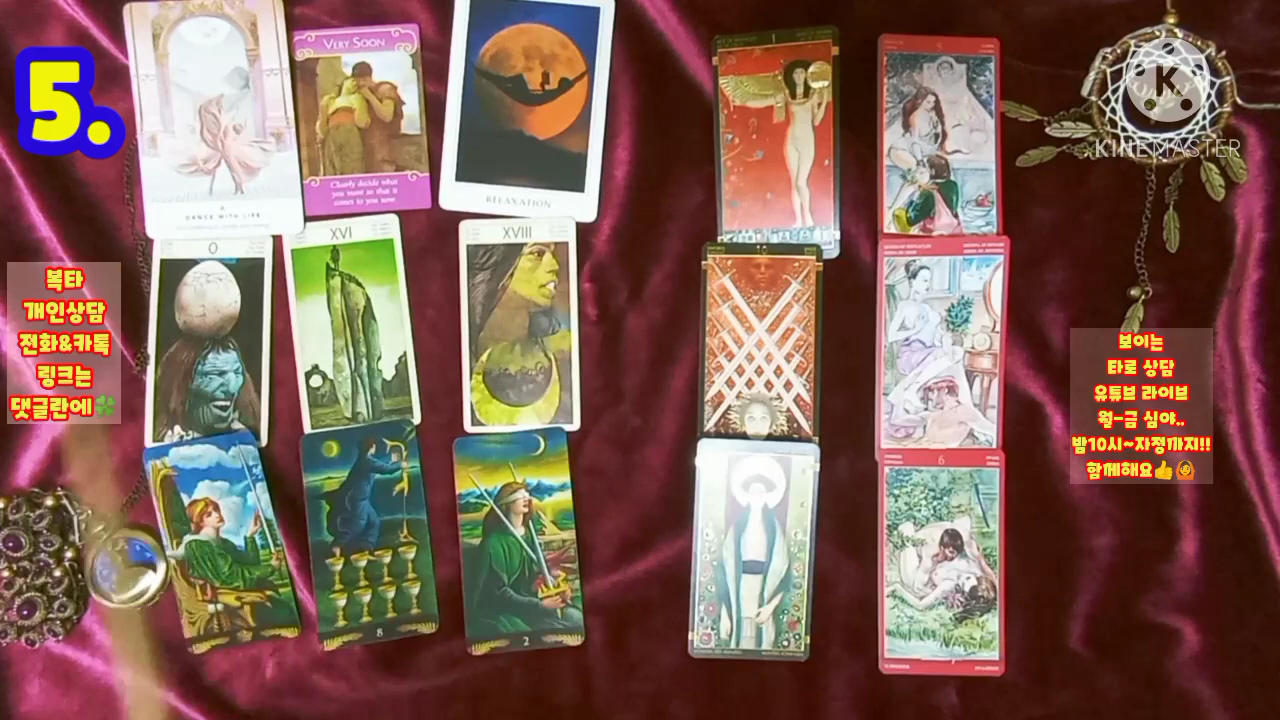 5.
VERY SOON
Clearly decide what
you want so that it
comes to you now.
DANCE WITH LIFE
RELAXATION
0
XVI
XVIII
8
2
1
10
6
K
KINEMASTER
복타
개인상담
전화&카톡
링크는
댓글란에🍀
보이는
타로 상담
유튜브 라이브
월-금 심야..
밤10시~자정까지!!
함께해요👍🙆